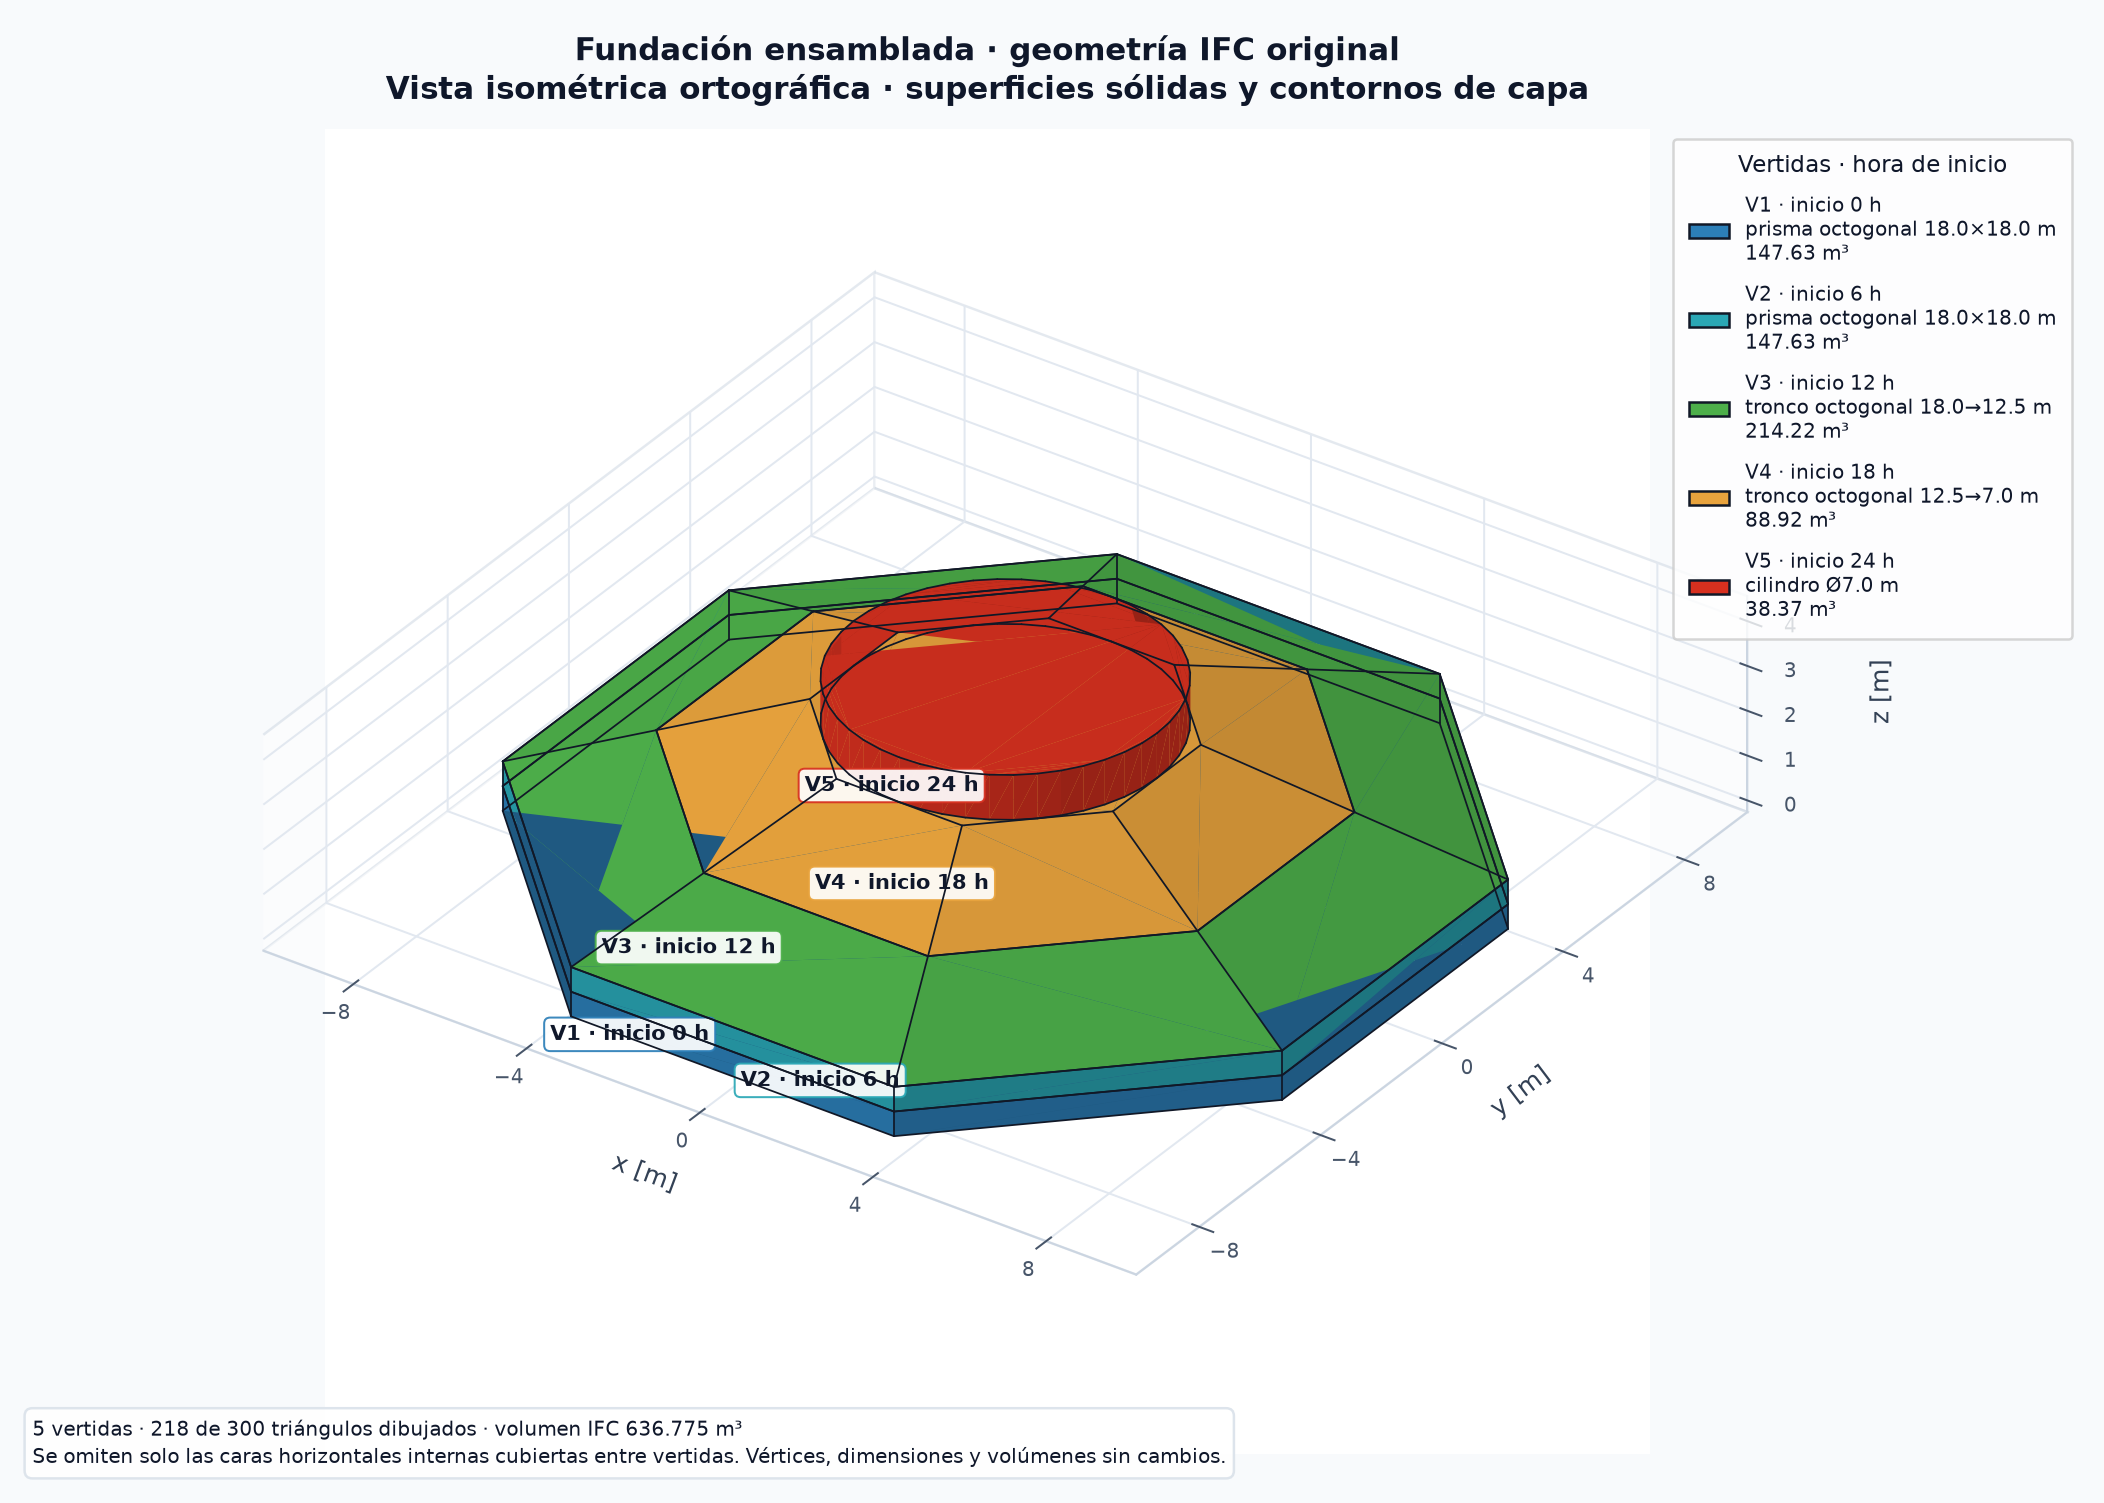 Fundación ensamblada · geometría IFC original
Vista isométrica ortográfica · superficies sólidas y contornos de capa
Vertidas · hora de inicio
V1 · inicio 0 h
prisma octogonal 18.0×18.0 m
147.63 m³
V2 · inicio 6 h
prisma octogonal 18.0×18.0 m
147.63 m³
V3 · inicio 12 h
tronco octogonal 18.0→12.5 m
214.22 m³
V4 · inicio 18 h
tronco octogonal 12.5→7.0 m
88.92 m³
V5 · inicio 24 h
cilindro Ø7.0 m
38.37 m³
4
3
2
1
0
z [m]
V5 · inicio 24 h
V4 · inicio 18 h
V3 · inicio 12 h
V1 · inicio 0 h
V2 · inicio 6 h
8
4
0
−4
−8
y [m]
−8
−4
0
4
8
x [m]
5 vertidas · 218 de 300 triángulos dibujados · volumen IFC 636.775 m³
Se omiten solo las caras horizontales internas cubiertas entre vertidas. Vértices, dimensiones y volúmenes sin cambios.